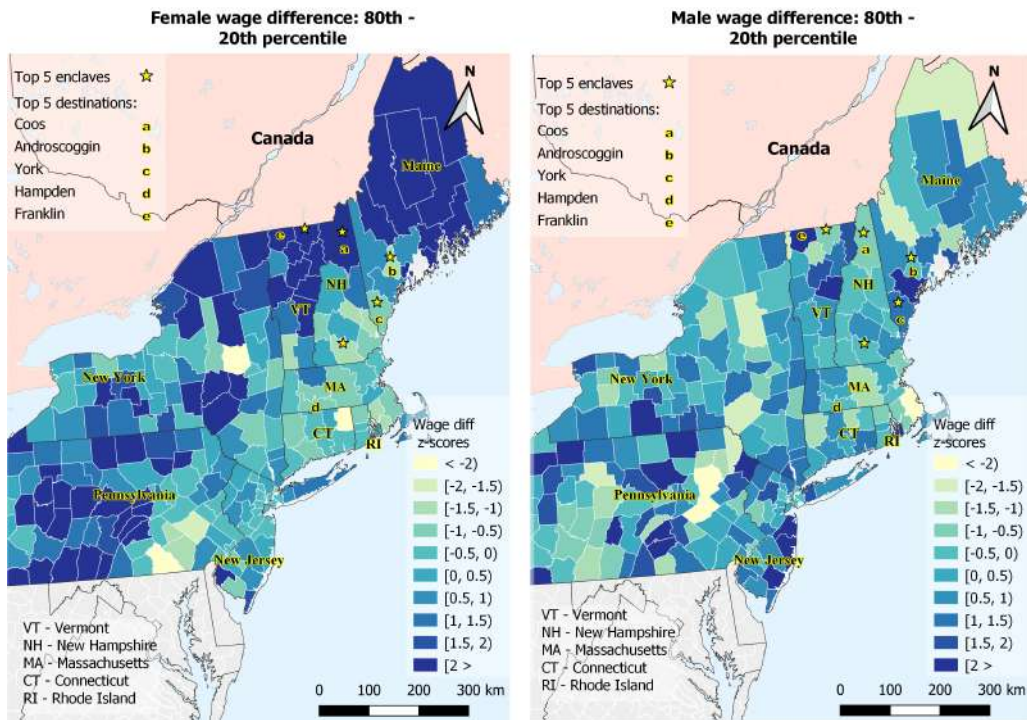 Female wage difference: 80th -
20th percentile
Top 5 enclaves
Top 5 destinations:
Coos a
Androscoggin b
York c
Hampden d
Franklin e
Canada
N
Maine
e
a
b
NH
c
VT
New York
MA
d
CT
RI
Pennsylvania
New Jersey
Wage diff
z-scores
< -2)
[-2, -1.5)
[-1.5, -1)
[-1, -0.5)
[-0.5, 0)
[0, 0.5)
[0.5, 1)
[1, 1.5)
[1.5, 2)
[2 >
VT - Vermont
NH - New Hampshire
MA - Massachusetts
CT - Connecticut
RI - Rhode Island
0 100 200 300 km
Male wage difference: 80th -
20th percentile
Top 5 enclaves
Top 5 destinations:
Coos a
Androscoggin b
York c
Hampden d
Franklin e
Canada
N
Maine
e
a
b
NH
c
VT
New York
MA
d
CT
RI
Pennsylvania
New Jersey
Wage diff
z-scores
< -2)
[-2, -1.5)
[-1.5, -1)
[-1, -0.5)
[-0.5, 0)
[0, 0.5)
[0.5, 1)
[1, 1.5)
[1.5, 2)
[2 >
VT - Vermont
NH - New Hampshire
MA - Massachusetts
CT - Connecticut
RI - Rhode Island
0 100 200 300 km